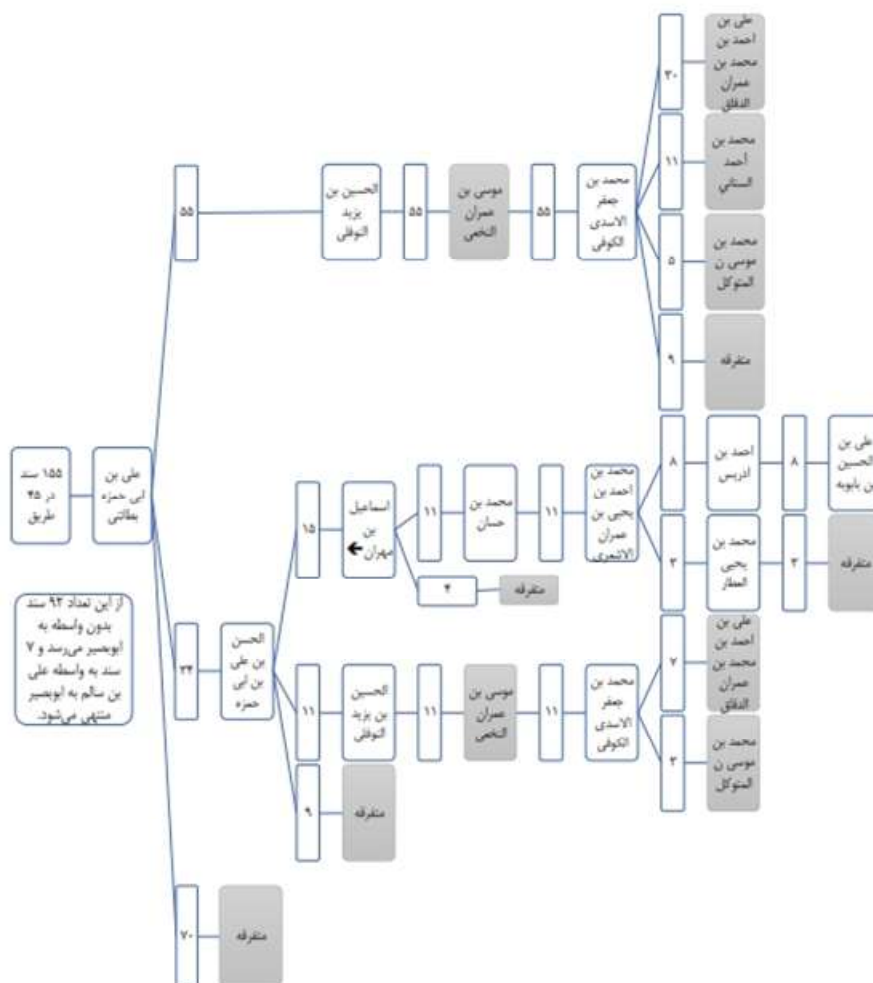 ۱۵۵ سند
در ۴۵
طریق
علی بن
ابی حمزه
بطائنی
از این تعداد ۹۲ سند
بدون واسطه به
ابوبصیر می‌رسد و ۷
سند به واسطه علی
بن سالم به ابوبصیر
منتهی می‌شود.
۵۵
الحسین بن
یزید
النوفلی
۵۵
موسی بن
عمران
النخعی
۵۵
محمد بن
جعفر
الاسدی
الکوفی
۳۰
علی بن
احمد بن
محمد بن
عمران
الدقاق
۱۱
محمد بن
أحمد
السنانی
۵
محمد بن
موسی ن
المتوکل
۹
متفرقه
۳۴
الحسن
بن علی
بن ابی
حمزه
۱۵
اسماعیل
بن
مهران
۱۱
محمد بن
حسان
۱۱
محمد بن
احمد بن
یحیی بن
عمران
الاشعری
۸
احمد بن
ادریس
۸
علی بن
الحسین
بن بابویه
۳
محمد بن
یحیی
العطار
۳
متفرقه
۴
متفرقه
۱۱
الحسین
بن یزید
النوفلی
۱۱
موسی بن
عمران
النخعی
۱۱
محمد بن
جعفر
الاسدی
الکوفی
۷
علی بن
احمد بن
محمد بن
عمران
الدقاق
۳
محمد بن
موسی ن
المتوکل
۹
متفرقه
۷۰
متفرقه